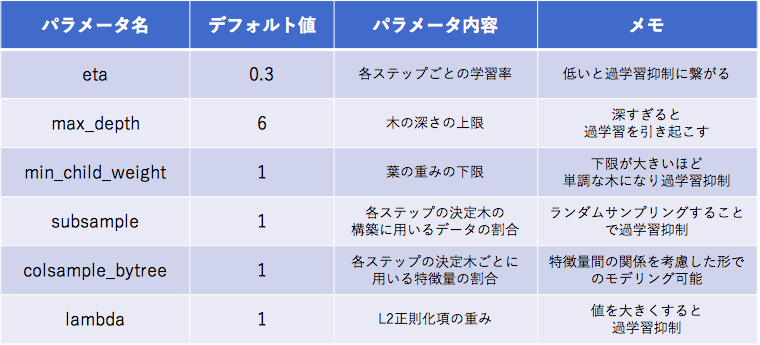 パラメータ名 デフォルト値 パラメータ内容 メモ
eta 0.3 各ステップごとの学習率 低いと過学習抑制に繋がる
max_depth 6 木の深さの上限 深すぎると
過学習を引き起こす
min_child_weight 1 葉の重みの下限 下限が大きいほど
単調な木になり過学習抑制
subsample 1 各ステップの決定木の
構築に用いるデータの割合
ランダムサンプリングすること
で過学習抑制
colsample_bytree 1 各ステップの決定木ごとに
用いる特徴量の割合
特徴量間の関係を考慮した形で
のモデリング可能
lambda 1 L2正則化項の重み 値を大きくすると
過学習抑制